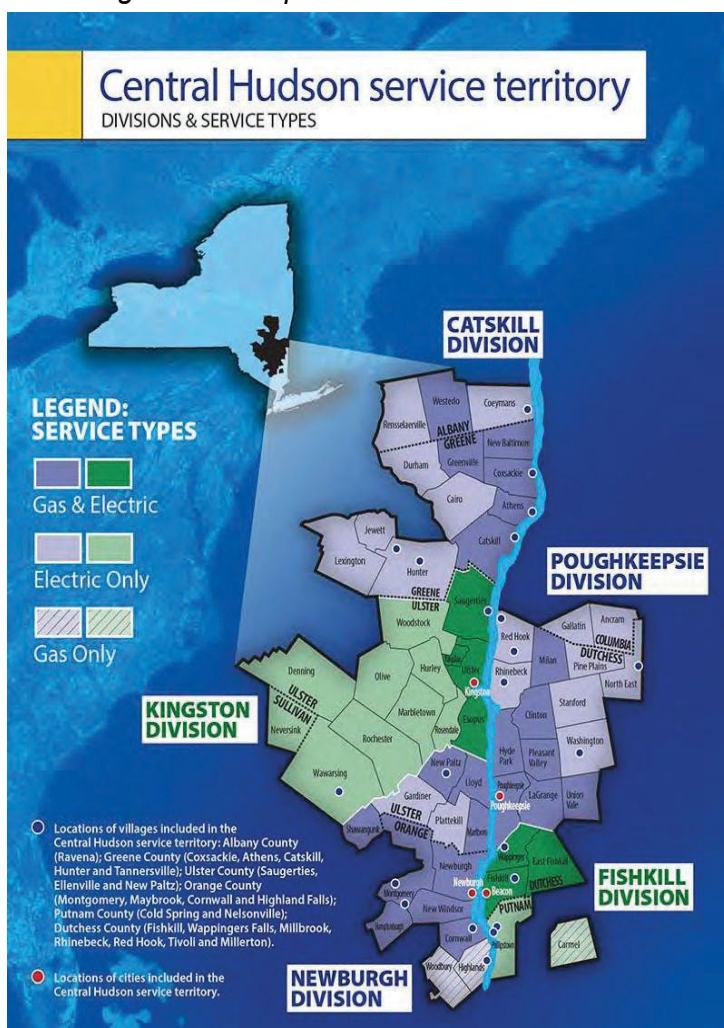 Central Hudson service territory
DIVISIONS & SERVICE TYPES
CATSKILL
DIVISION
LEGEND:
SERVICE TYPES
Gas & Electric
Electric Only
Gas Only
Westedo
Coeymans
Rensselaerville
ALBANY
GREENE
New Baltimore
Durham
Greenville
Coxsackie
Cairo
Athens
Catskill
Jewett
Lexington
Hunter
GREENE
ULSTER
POUGHKEEPSIE
DIVISION
Saugerties
Woodstock
Red Hook
Gallatin
Ancram
COLUMBIA
DUTCHESS
Milan
Pine Plains
Rhinebeck
North East
Denning
Olive
Hurley
Ulster
Kingston
ULSTER
SULLIVAN
Neversink
Marbletown
Rochester
Rosendale
Esopus
Clinton
Stanford
Washington
KINGSTON
DIVISION
Wawarsing
New Paltz
Lloyd
Hyde
Park
Pleasant
Valley
Poughkeepsie
Poughkeepsie
LaGrange
Union
Vale
Gardiner
ULSTER
ORANGE
Plattekill
Marlboro
Shawangunk
Wappinger
East Fishkill
Fishkill
DUTCHESS
PUTNAM
FISHKILL
DIVISION
Newburgh
Newburgh
Beacon
Montgomery
New Windsor
Cornwall
Philipstown
Carmel
Woodbury
Highlands
NEWBURGH
DIVISION
Locations of villages included in the
Central Hudson service territory: Albany County
(Ravena); Greene County (Coxsackie, Athens, Catskill,
Hunter and Tannersville); Ulster County (Saugerties,
Ellenville and New Paltz); Orange County
(Montgomery, Maybrook, Cornwall and Highland Falls);
Putnam County (Cold Spring and Nelsonville);
Dutchess County (Fishkill, Wappingers Falls, Millbrook,
Rhinebeck, Red Hook, Tivoli and Millerton).
Locations of cities included in the
Central Hudson service territory.